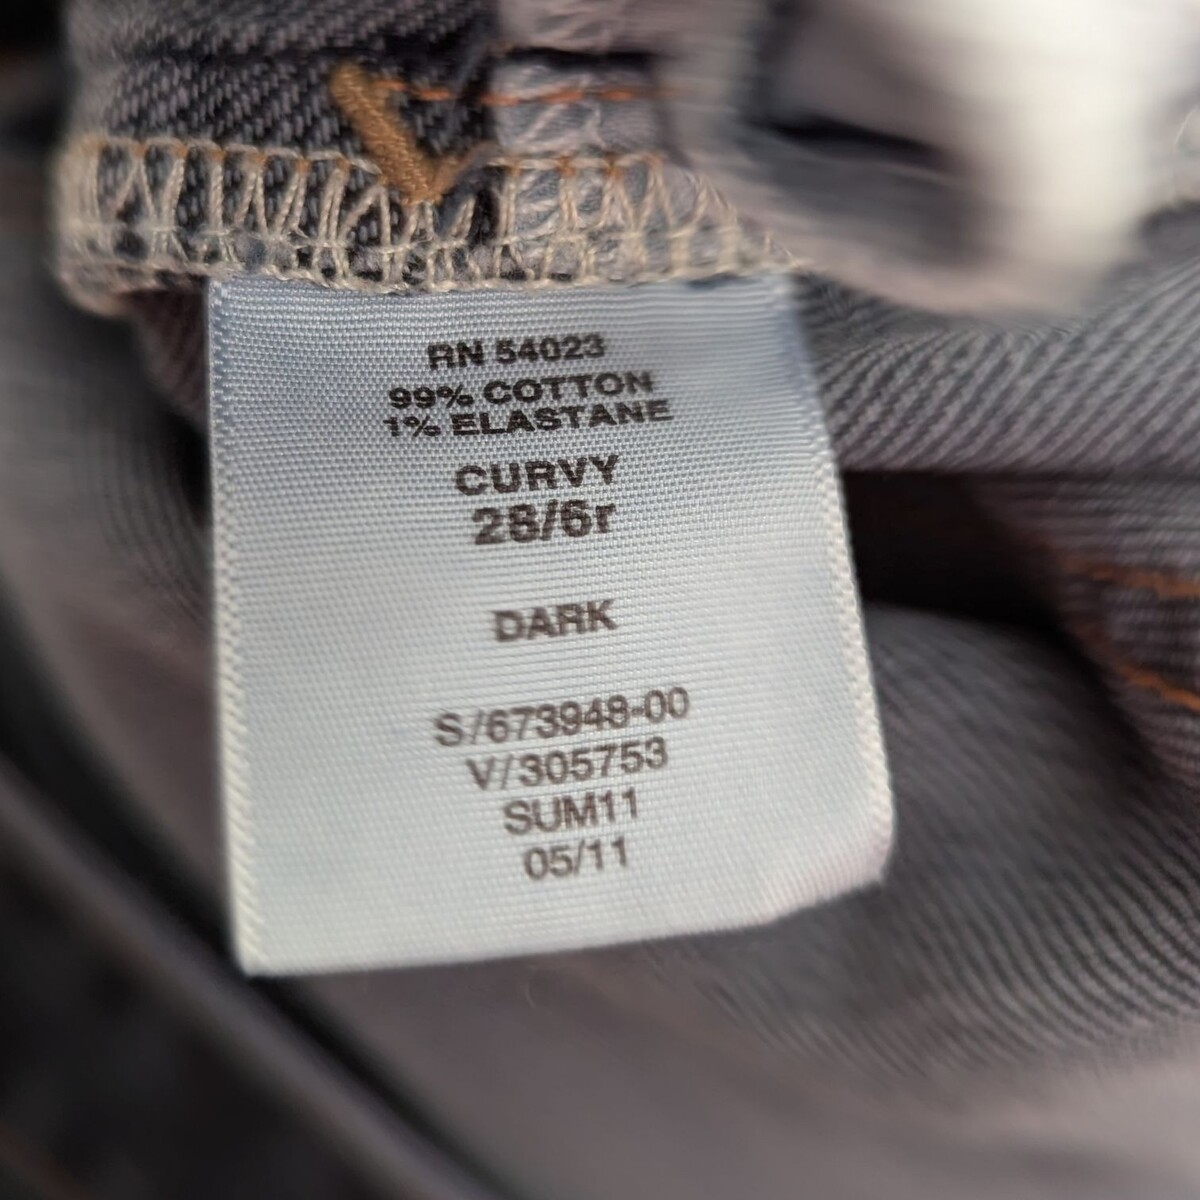 RN 54023
99% COTTON
1% ELASTANE
CURVY
28/6r
DARK
S/673948-00
V/305753
SUM11
05/11